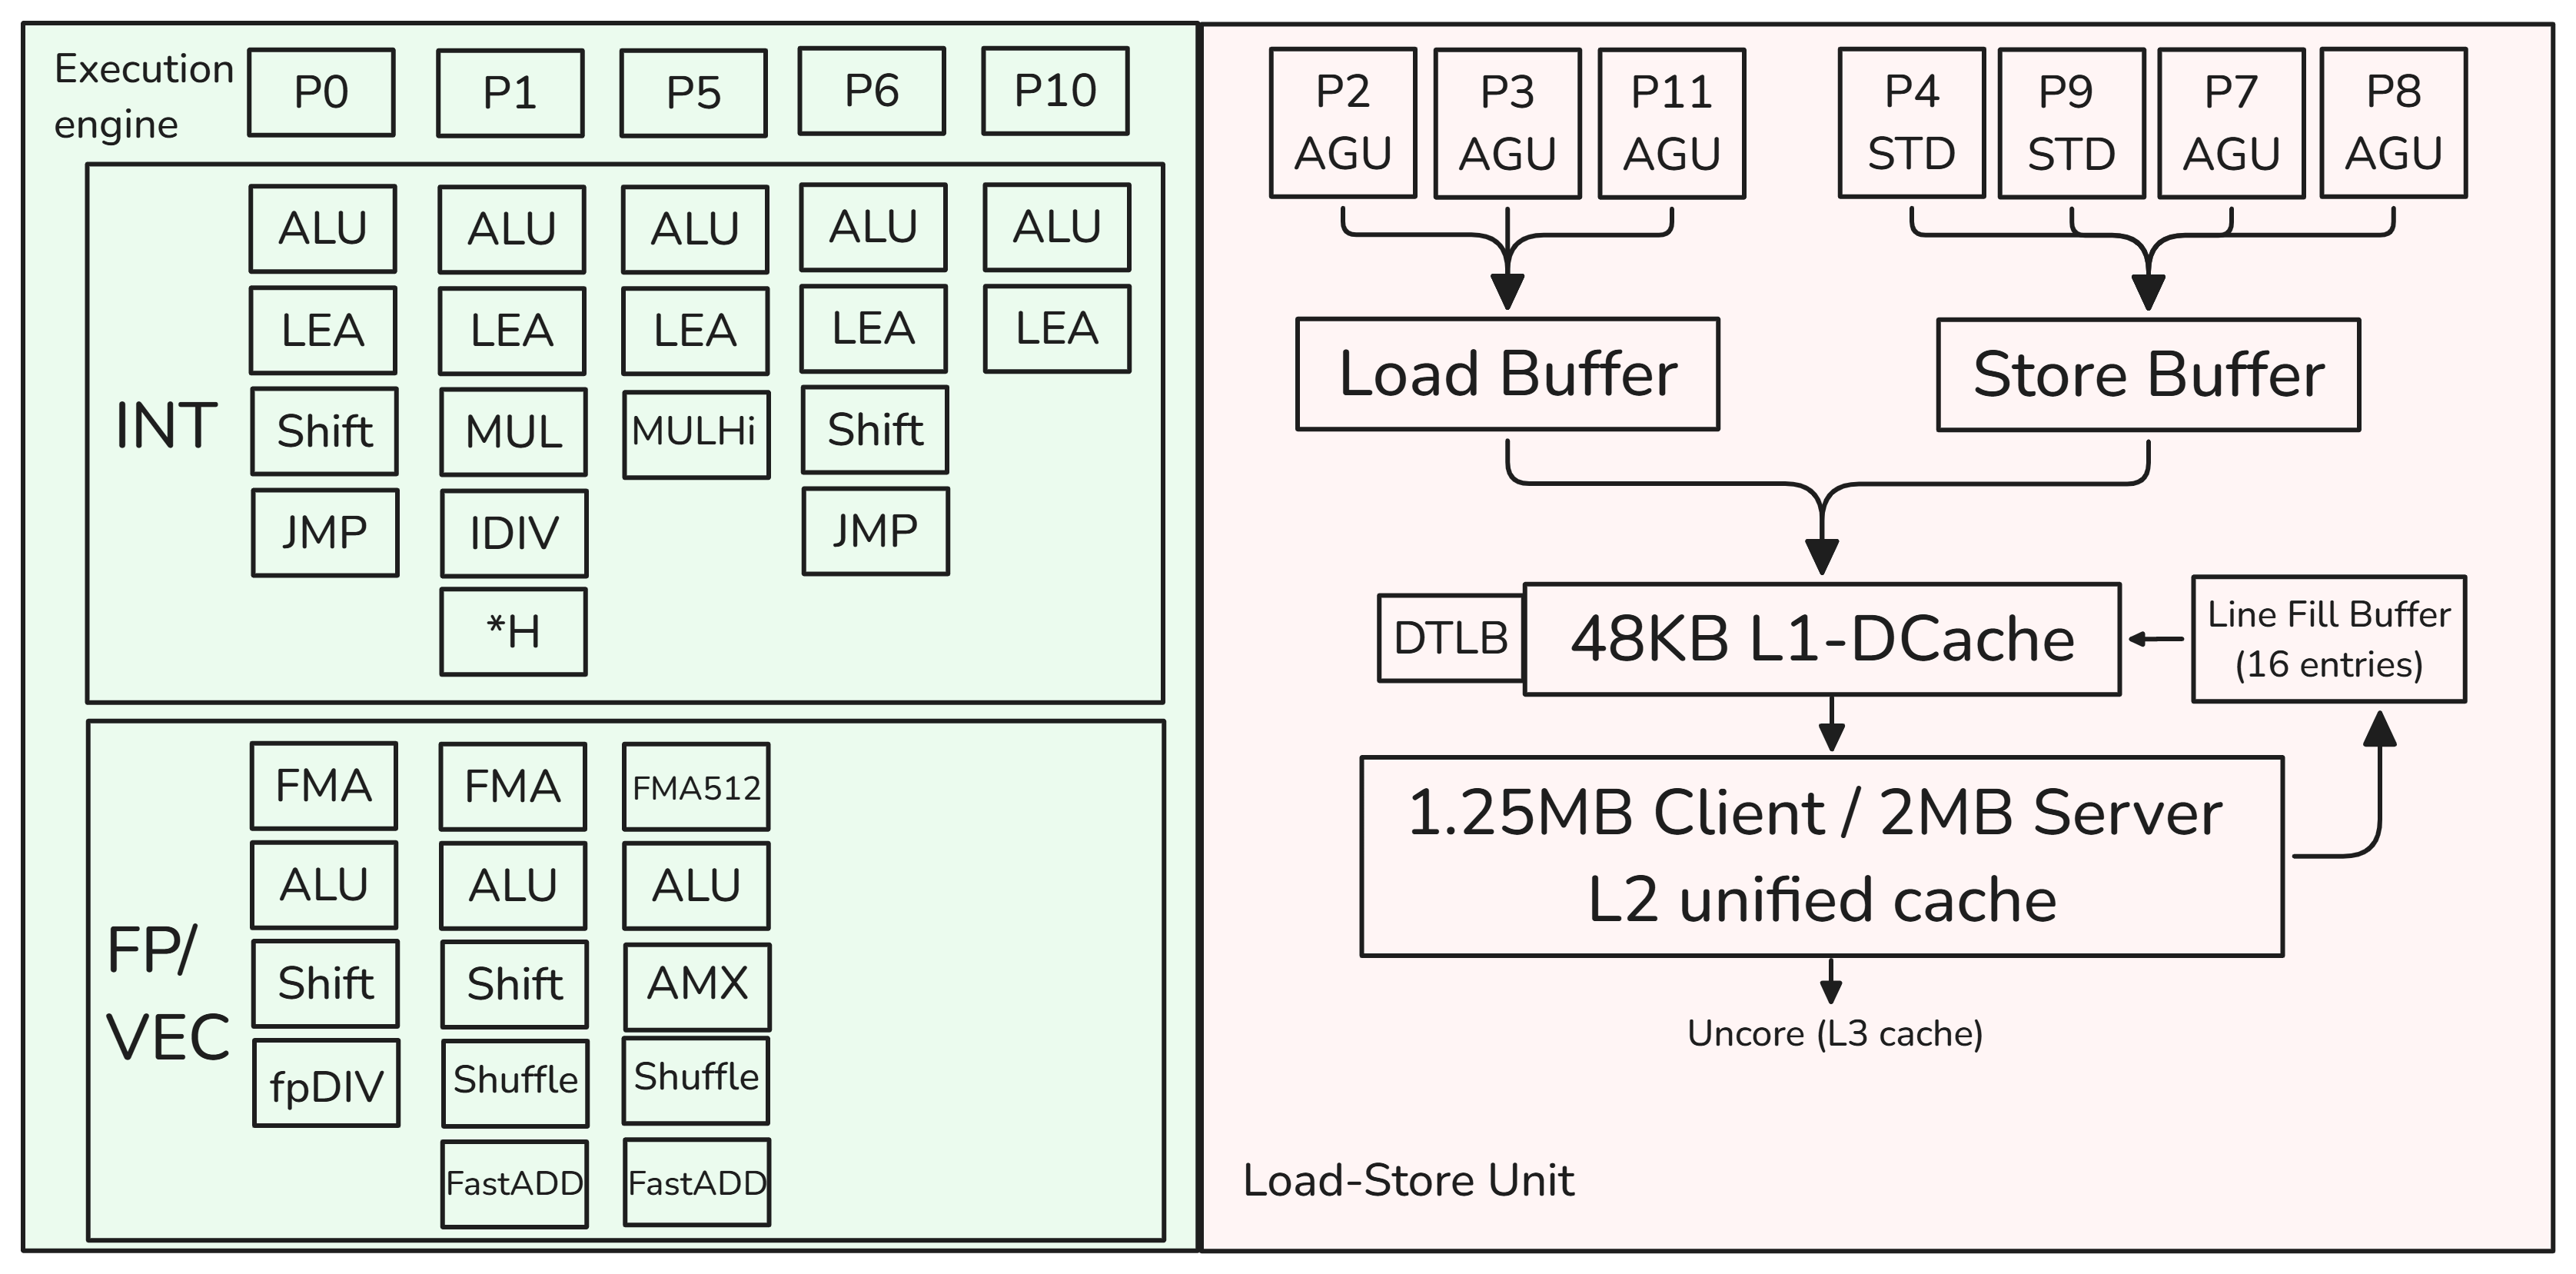 Execution
engine
P0
P1
P5
P6
P10
INT
ALU
ALU
ALU
ALU
ALU
LEA
LEA
LEA
LEA
LEA
Shift
MUL
MULHi
Shift
JMP
IDIV
JMP
*H
FP/
VEC
FMA
FMA
FMA512
ALU
ALU
ALU
Shift
Shift
AMX
fpDIV
Shuffle
Shuffle
FastADD
FastADD
P2
AGU
P3
AGU
P11
AGU
P4
STD
P9
STD
P7
AGU
P8
AGU
Load Buffer
Store Buffer
DTLB
48KB L1-DCache
Line Fill Buffer
(16 entries)
1.25MB Client / 2MB Server
L2 unified cache
Uncore (L3 cache)
Load-Store Unit